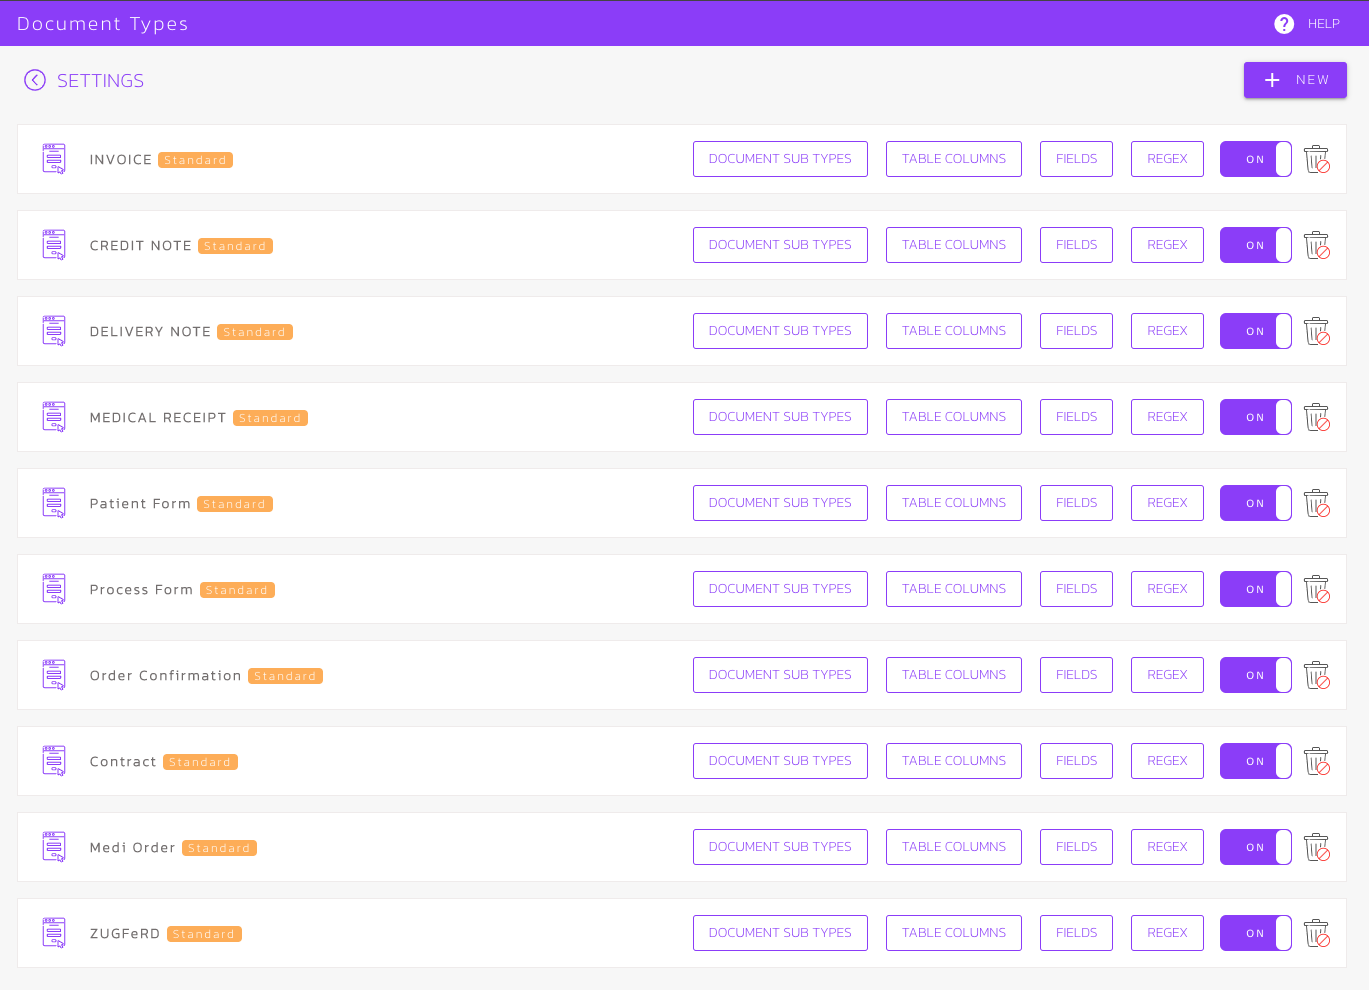 Document Types HELP
SETTINGS + NEW
INVOICE Standard DOCUMENT SUB TYPES TABLE COLUMNS FIELDS REGEX ON
CREDIT NOTE Standard DOCUMENT SUB TYPES TABLE COLUMNS FIELDS REGEX ON
DELIVERY NOTE Standard DOCUMENT SUB TYPES TABLE COLUMNS FIELDS REGEX ON
MEDICAL RECEIPT Standard DOCUMENT SUB TYPES TABLE COLUMNS FIELDS REGEX ON
Patient Form Standard DOCUMENT SUB TYPES TABLE COLUMNS FIELDS REGEX ON
Process Form Standard DOCUMENT SUB TYPES TABLE COLUMNS FIELDS REGEX ON
Order Confirmation Standard DOCUMENT SUB TYPES TABLE COLUMNS FIELDS REGEX ON
Contract Standard DOCUMENT SUB TYPES TABLE COLUMNS FIELDS REGEX ON
Medi Order Standard DOCUMENT SUB TYPES TABLE COLUMNS FIELDS REGEX ON
ZUGFeRD Standard DOCUMENT SUB TYPES TABLE COLUMNS FIELDS REGEX ON